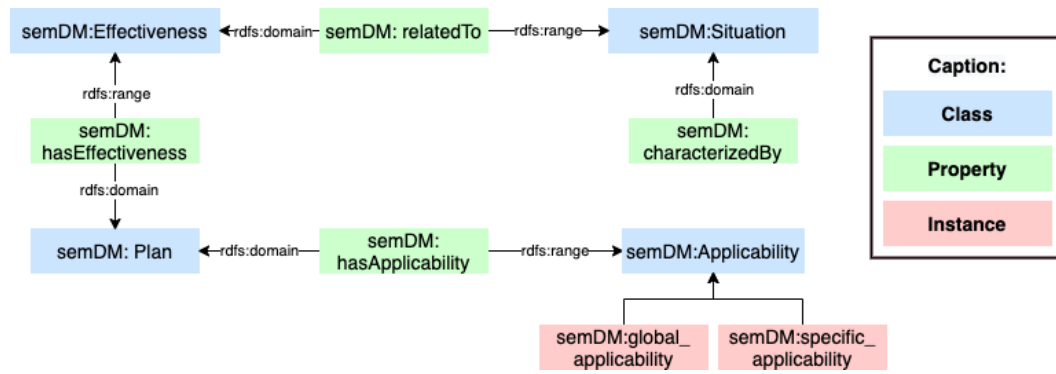 semDM:Effectiveness
rdfs:domain
semDM: relatedTo
rdfs:range
semDM:Situation
rdfs:range
rdfs:domain
semDM:
hasEffectiveness
semDM:
characterizedBy
rdfs:domain
semDM: Plan
rdfs:domain
semDM:
hasApplicability
rdfs:range
semDM:Applicability
semDM:global_
applicability
semDM:specific_
applicability
Caption:
Class
Property
Instance